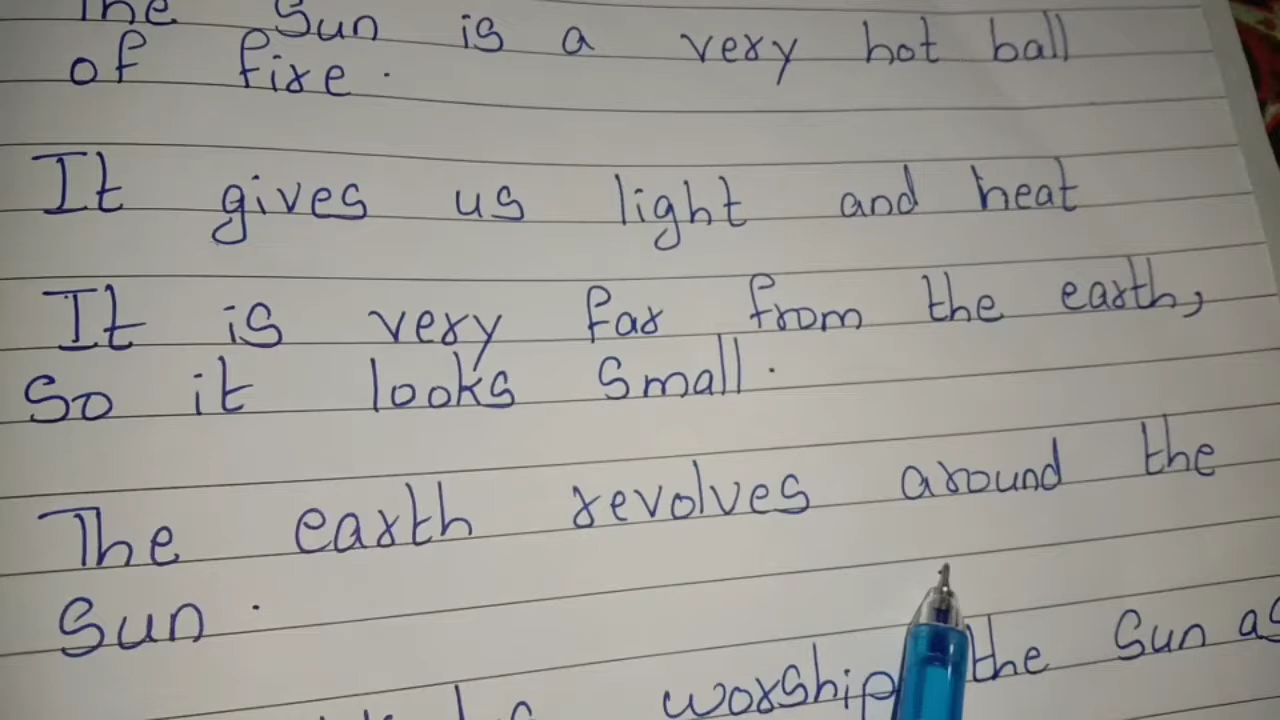 The Sun is a very hot ball
of fire.
It gives us light and heat
It is very far from the earth,
So it looks Small.
The earth revolves around the
Sun.
worship the Sun as